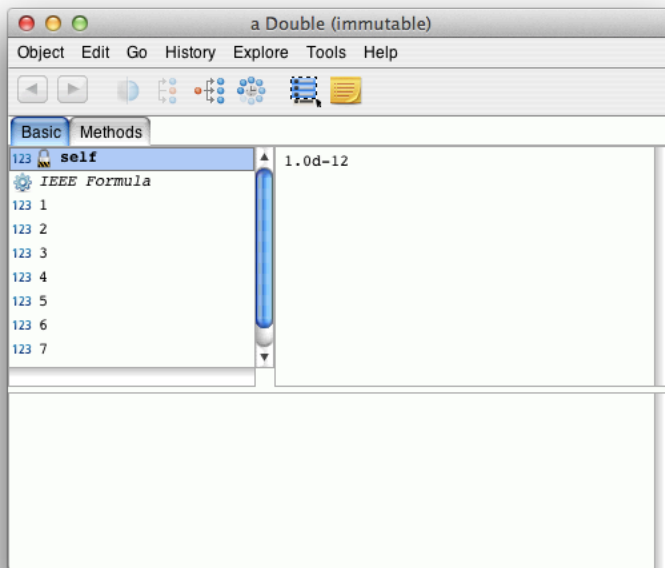 a Double (immutable)
Object Edit Go History Explore Tools Help
Basic Methods
123 self
1.0d-12
IEEE Formula
123 1
123 2
123 3
123 4
123 5
123 6
123 7